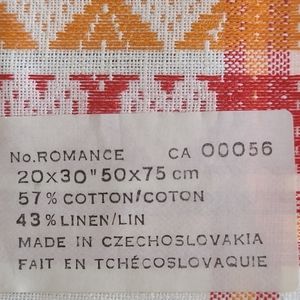 No.ROMANCE CA 00056
20x30" 50x75 cm
57% COTTON/COTON
43% LINEN/LIN
MADE IN CZECHOSLOVAKIA
FAIT EN TCHÉCOSLOVAQUIE